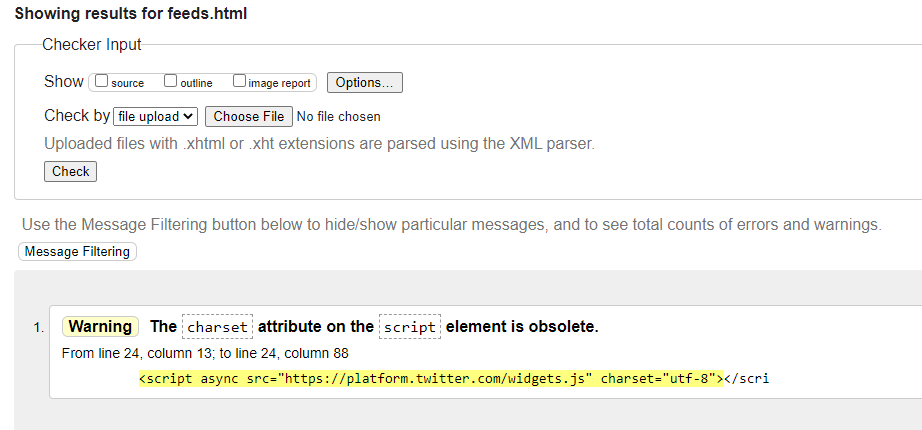 Showing results for feeds.html
Checker Input
Show source outline image report Options...
Check by file upload Choose File No file chosen
Uploaded files with .xhtml or .xht extensions are parsed using the XML parser.
Check
Use the Message Filtering button below to hide/show particular messages, and to see total counts of errors and warnings.
Message Filtering
1. Warning The charset attribute on the script element is obsolete.
From line 24, column 13; to line 24, column 88
<script async src="https://platform.twitter.com/widgets.js" charset="utf-8"></scri